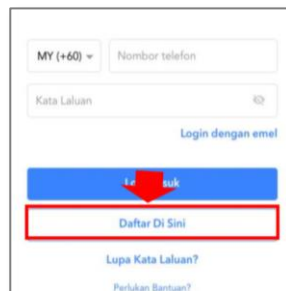 MY (+60) Nombor telefon
Kata Laluan
Login dengan emel
Daftar Di Sini
Lupa Kata Laluan?
Perlukan Bantuan?